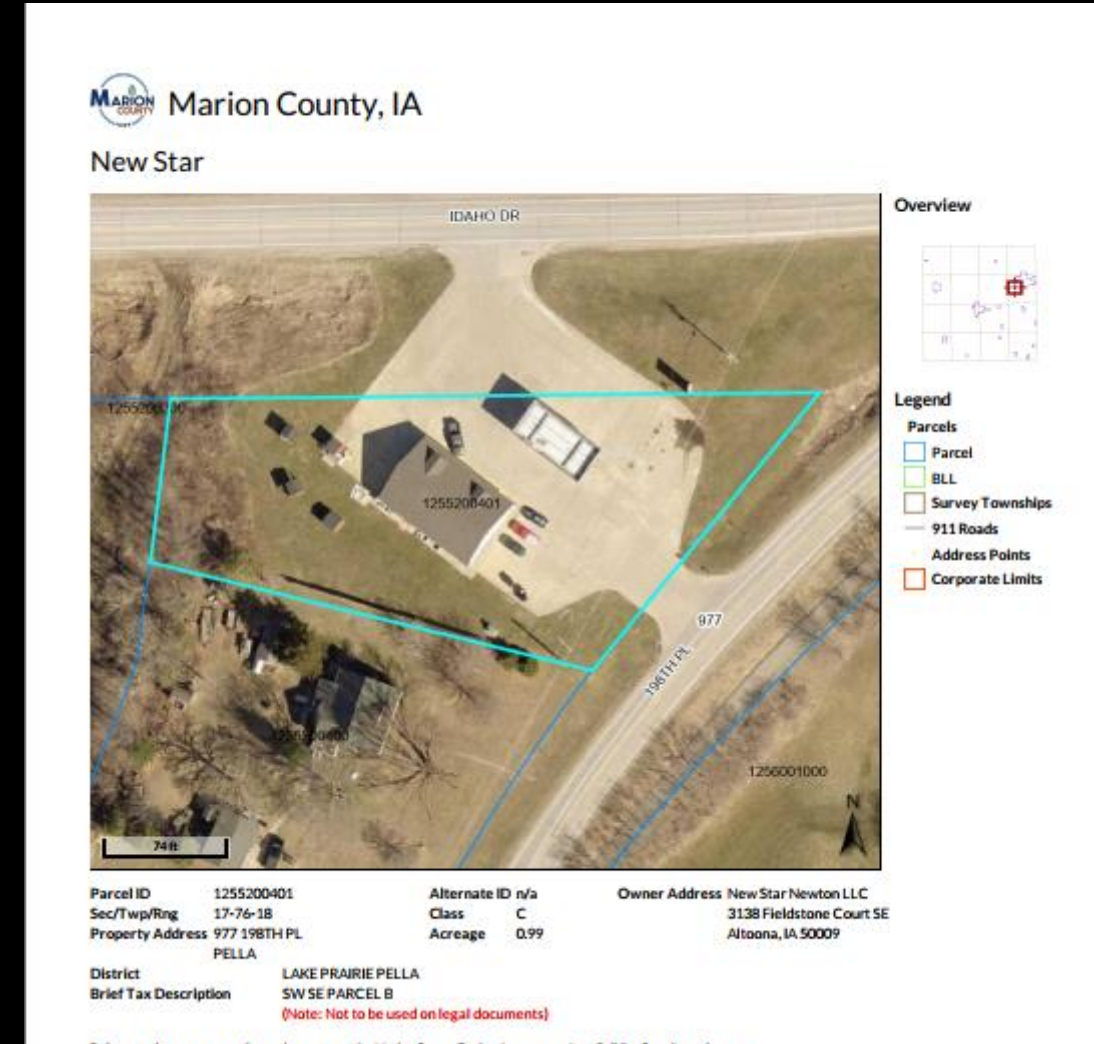 MARION
COUNTY
Marion County, IA
New Star
IDAHO DR
1255200401
977
198TH PL
1256001000
74 ft
N
Overview
Legend
Parcels
Parcel
BLL
Survey Townships
911 Roads
Address Points
Corporate Limits
Parcel ID 1255200401
Sec/Twp/Rng 17-76-18
Property Address 977 198TH PL
PELLA
Alternate ID n/a
Class C
Acreage 0.99
Owner Address New Star Newton LLC
3138 Fieldstone Court SE
Altoona, IA 50009
District LAKE PRAIRIE PELLA
Brief Tax Description SW SE PARCEL B
(Note: Not to be used on legal documents)